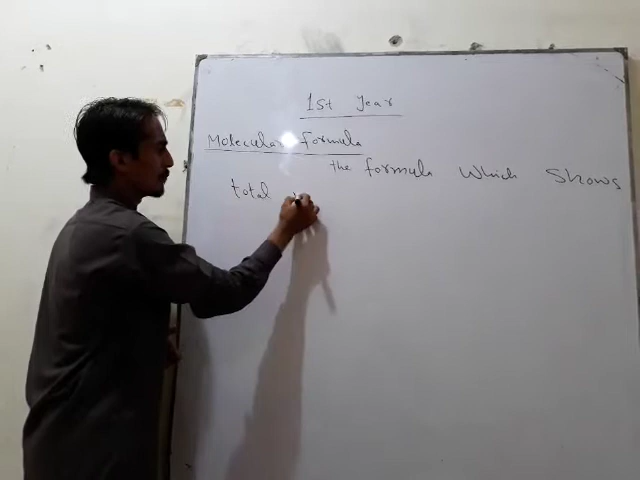 1st Year
Molecular formula
the formula Which Shows
total